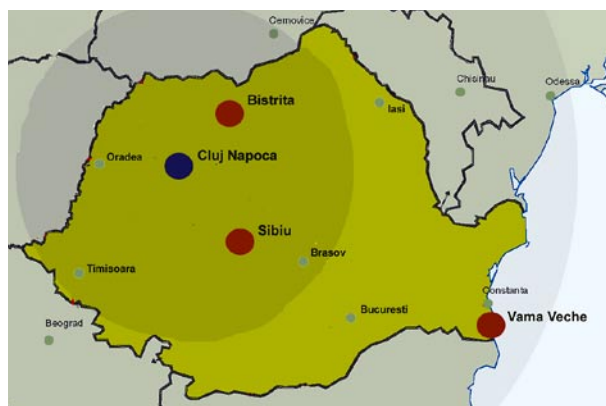 Cernovice
Chisinau
Odessa
Bistrita
Iasi
Oradea
Cluj Napoca
Sibiu
Brasov
Timisoara
Constanta
Bucuresti
Vama Veche
Beograd